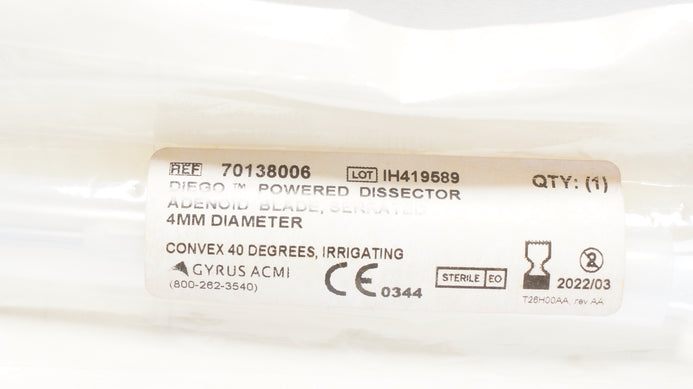 REF 70138006 LOT IH419589 QTY: (1)
DIEGO ™ POWERED DISSECTOR
ADENOID BLADE, SERRATED
4MM DIAMETER
CONVEX 40 DEGREES, IRRIGATING
GYRUS ACMI
(800-262-3540)
CE 0344
STERILE EO
2
2022/03
T26H00AA, rev AA